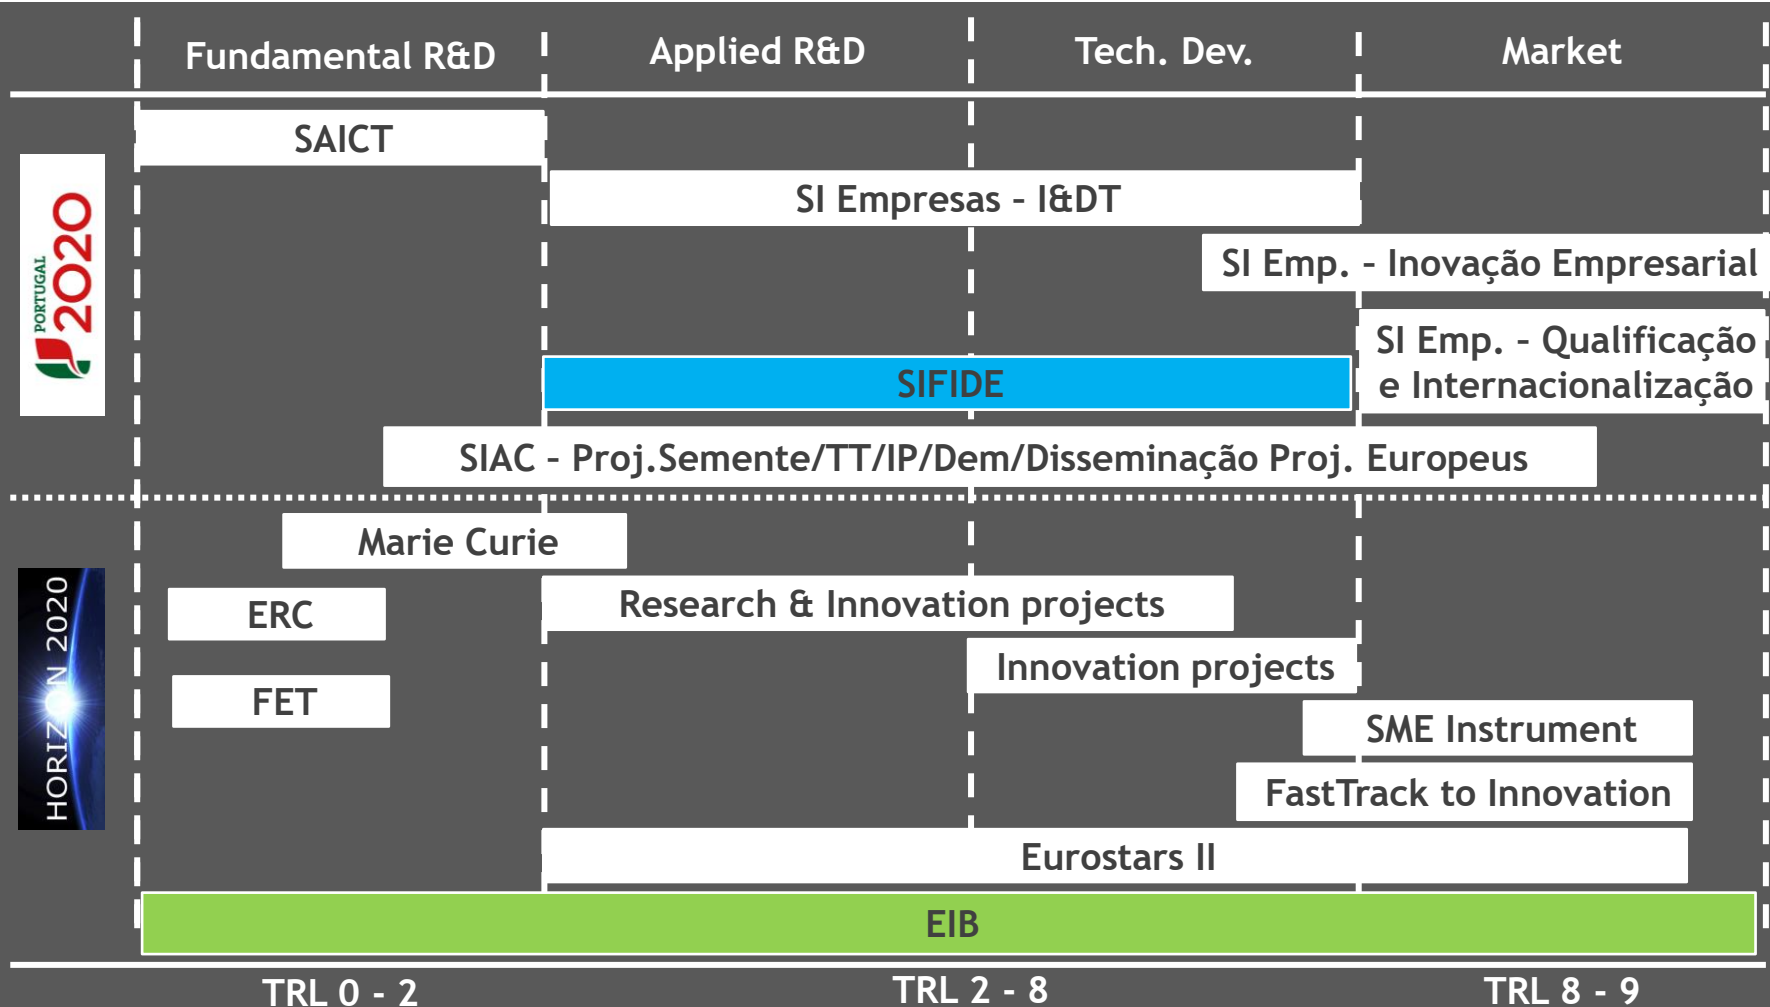 Fundamental R&D
Applied R&D
Tech. Dev.
Market
PORTUGAL
2020
SAICT
SI Empresas – I&DT
SI Emp. – Inovação Empresarial
SI Emp. – Qualificação
e Internacionalização
SIFIDE
SIAC – Proj.Semente/TT/IP/Dem/Disseminação Proj. Europeus
HORIZON 2020
Marie Curie
ERC
Research & Innovation projects
Innovation projects
FET
SME Instrument
FastTrack to Innovation
Eurostars II
EIB
TRL 0 - 2
TRL 2 - 8
TRL 8 - 9